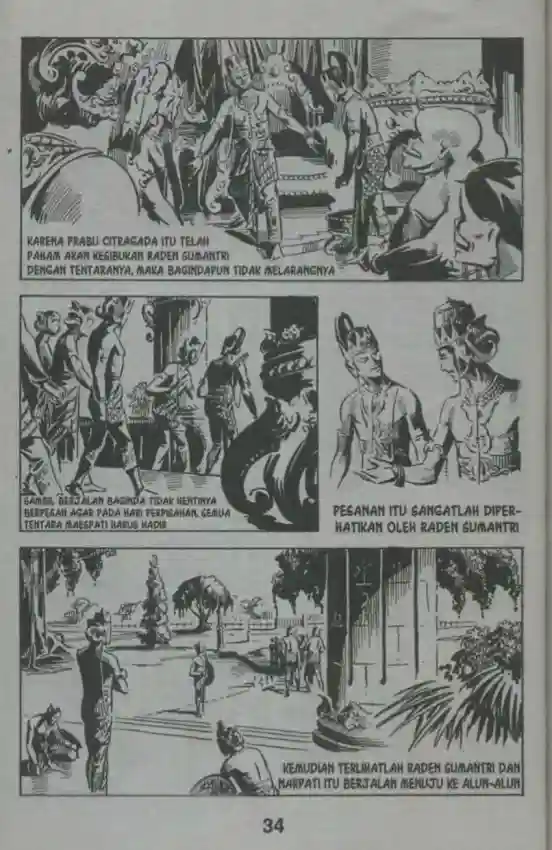 KARENA PRABU CITRAGADA ITU TELAH
PAHAM AKAN KESIBUKAN RADEN SUMANTRI
DENGAN TENTARANYA, MAKA BAGINDAPUN TIDAK MELARANGNYA
SAMBIL BERJALAN BAGINDA TIDAK HENTINYA
BERPESAN AGAR PADA HARI PERPISAHAN, SEMUA
TENTARA MAESPATI HARUS HADIR
PESANAN ITU SANGATLAH DIPER-
HATIKAN OLEH RADEN SUMANTRI
KEMUDIAN TERLIHATLAH RADEN SUMANTRI DAN
NARPATI ITU BERJALAN MENUJU KE ALUN-ALUN
34